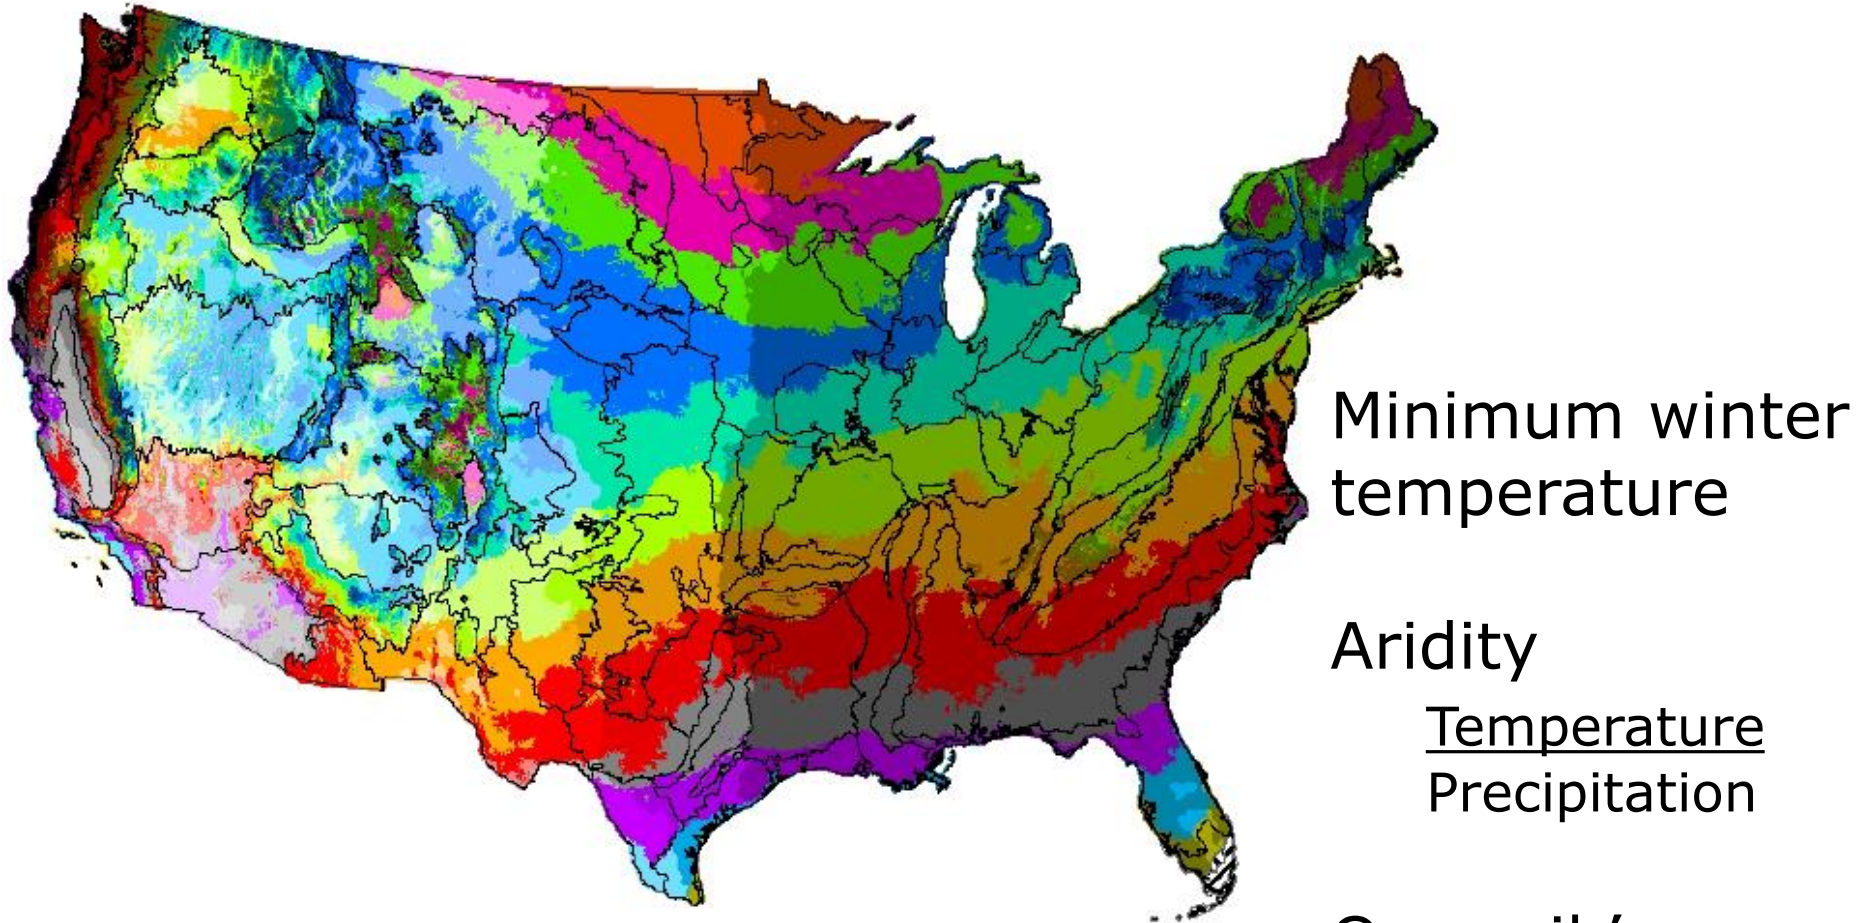 Minimum winter
temperature
Aridity
Temperature
Precipitation